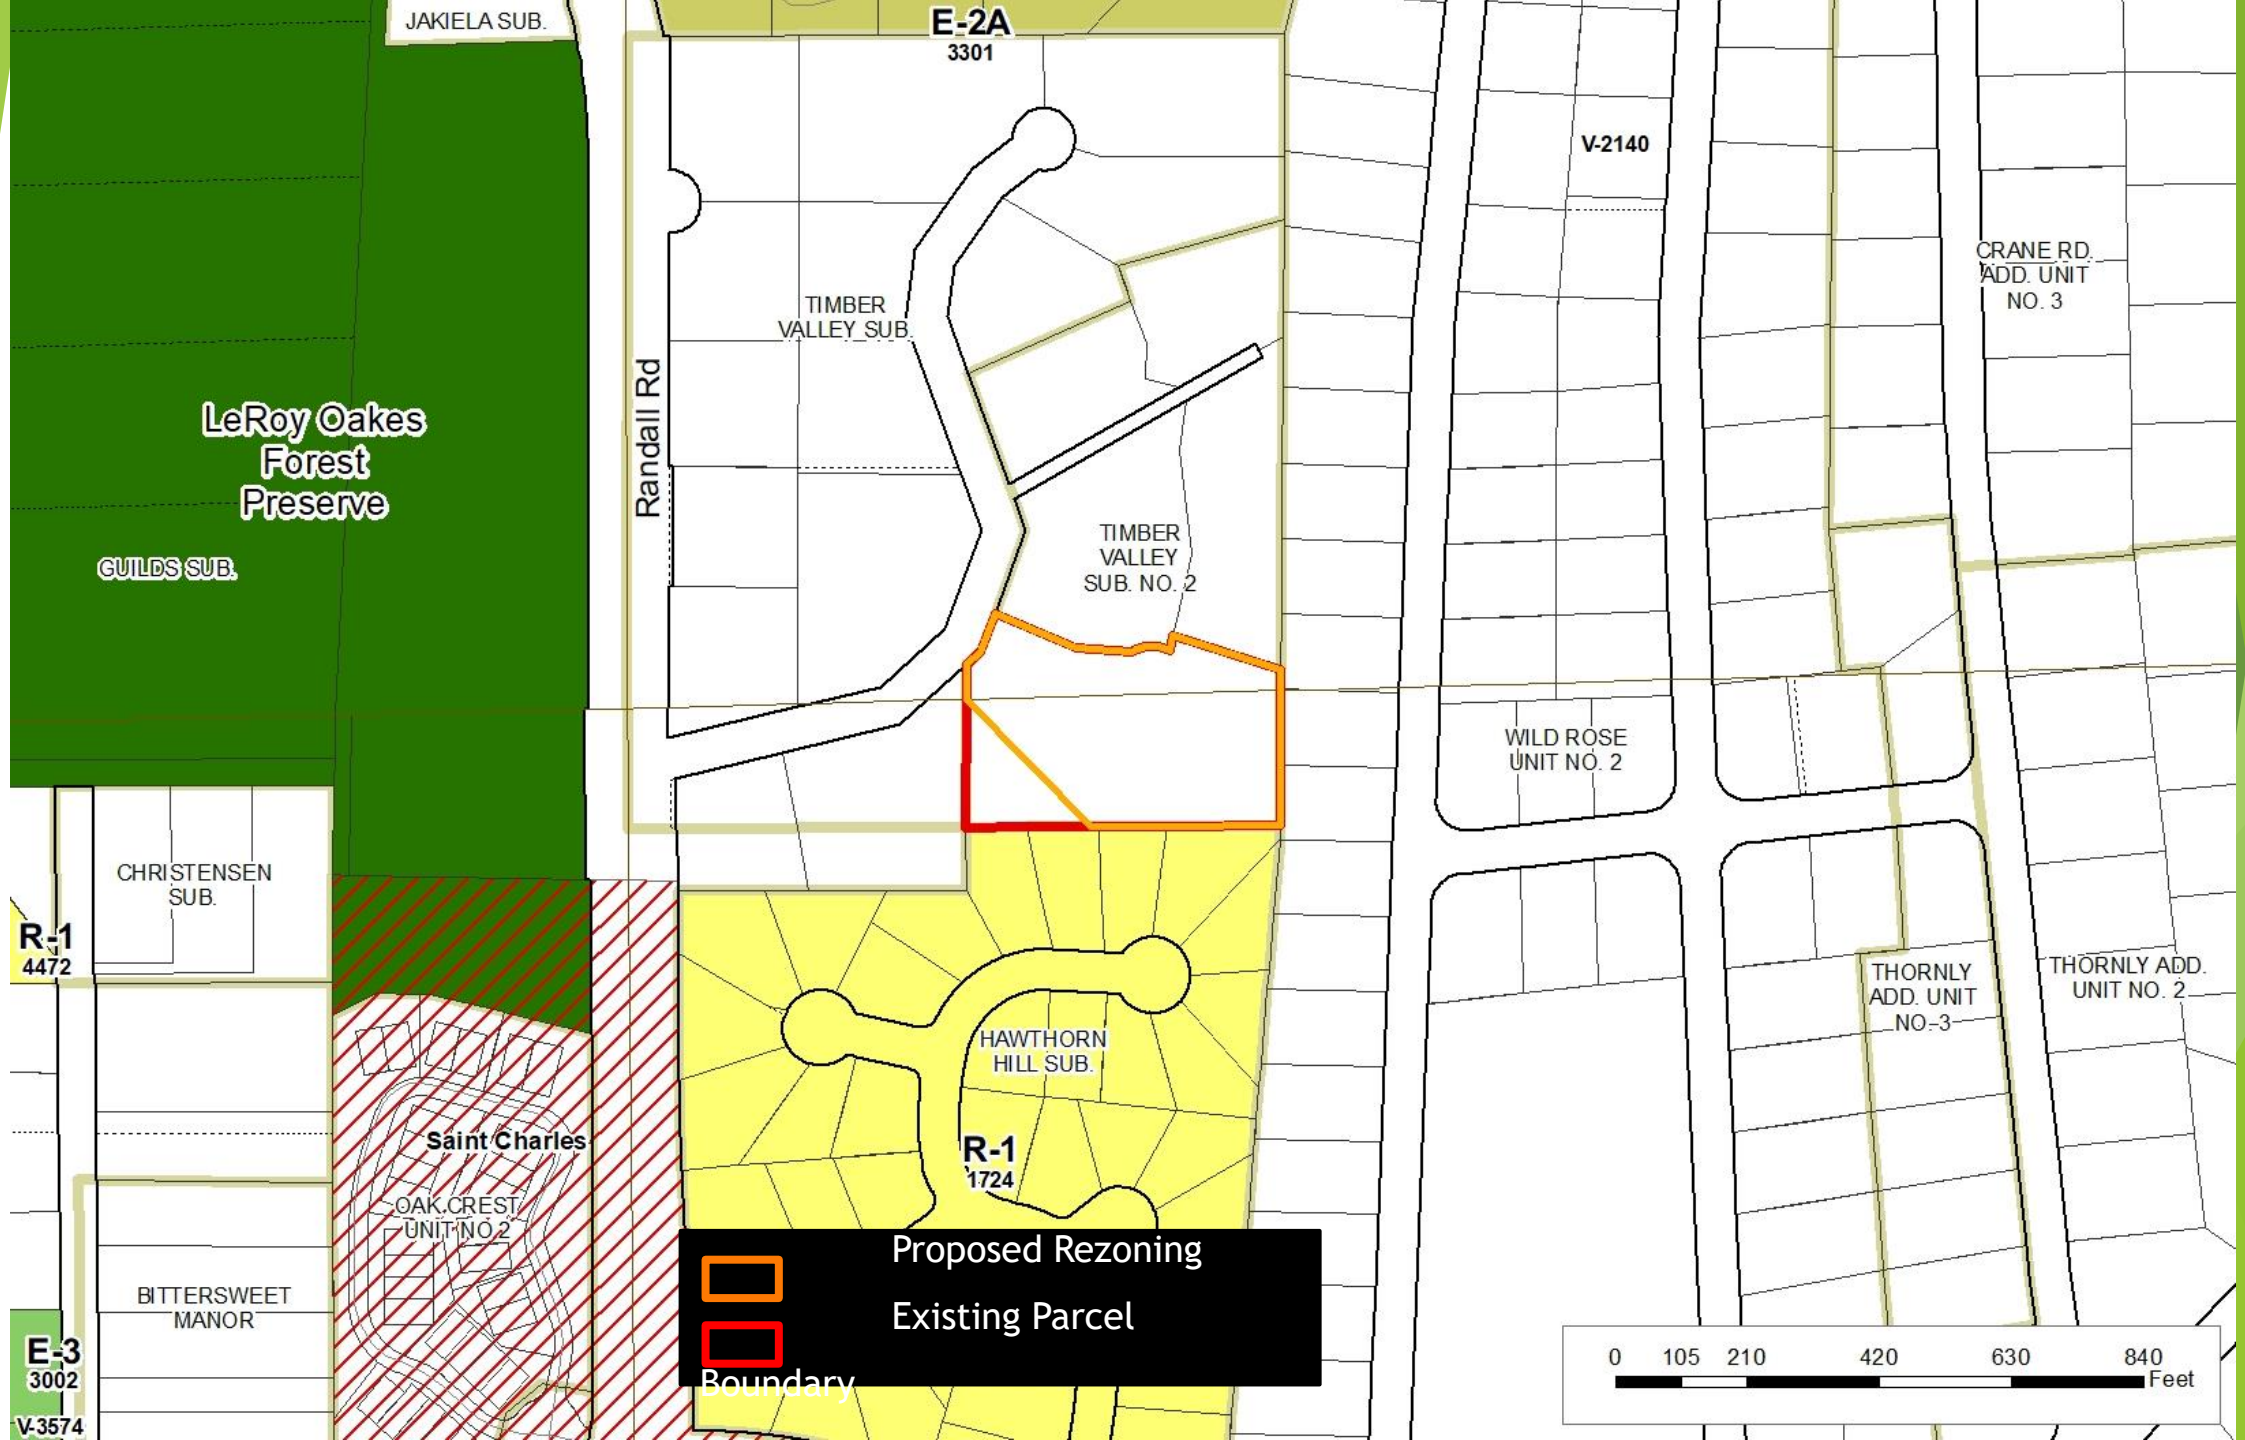 JAKIELA SUB.
E-2A
3301
V-2140
CRANE RD.
ADD. UNIT
NO. 3
TIMBER
VALLEY SUB.
Randall Rd
LeRoy Oakes
Forest
Preserve
GUILDS SUB.
TIMBER
VALLEY
SUB. NO. 2
WILD ROSE
UNIT NO. 2
CHRISTENSEN
SUB.
R-1
4472
THORNLY
ADD. UNIT
NO. 3
THORNLY ADD.
UNIT NO. 2
HAWTHORN
HILL SUB.
R-1
1724
Saint Charles
OAK CREST
UNIT NO 2
BITTERSWEET
MANOR
E-3
3002
V-3574
Proposed Rezoning
Existing Parcel
Boundary
0 105 210 420 630 840
Feet